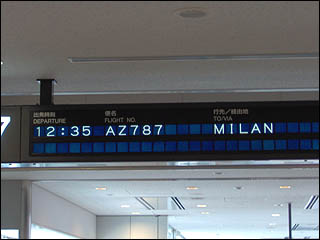 出発時刻 便名 行先／経由地
DEPARTURE FLIGHT NO. TO/VIA
7 12:35 AZ787 MILAN